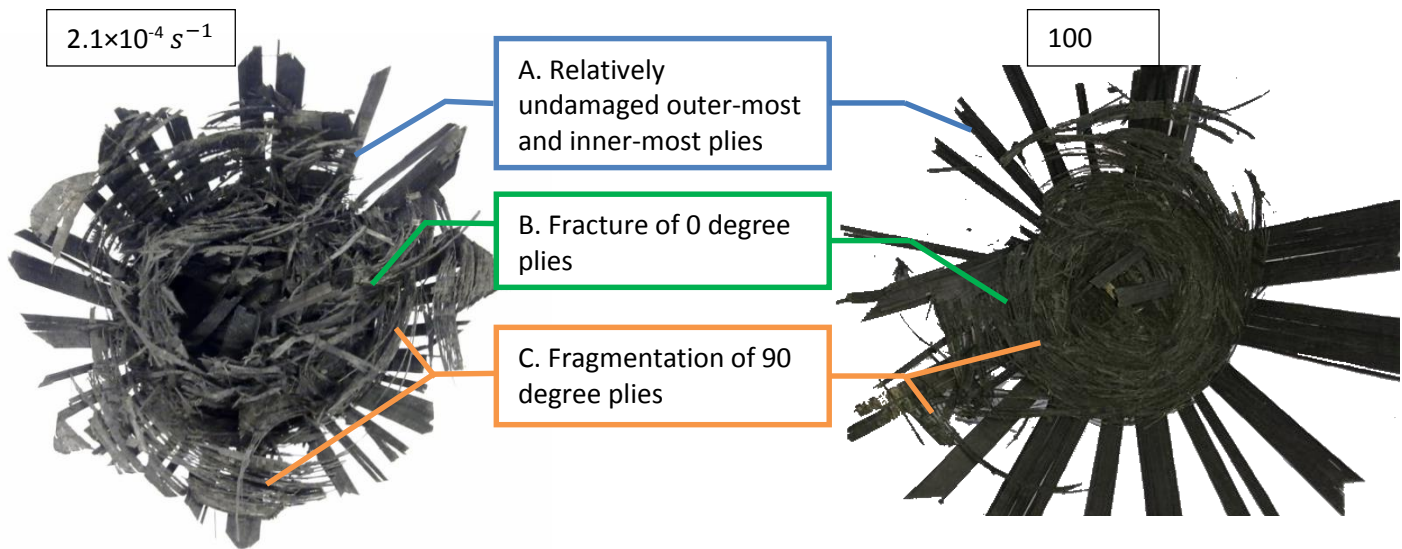 2.1×10⁻⁴ s⁻¹
100
A. Relatively
undamaged outer-most
and inner-most plies
B. Fracture of 0 degree
plies
C. Fragmentation of 90
degree plies